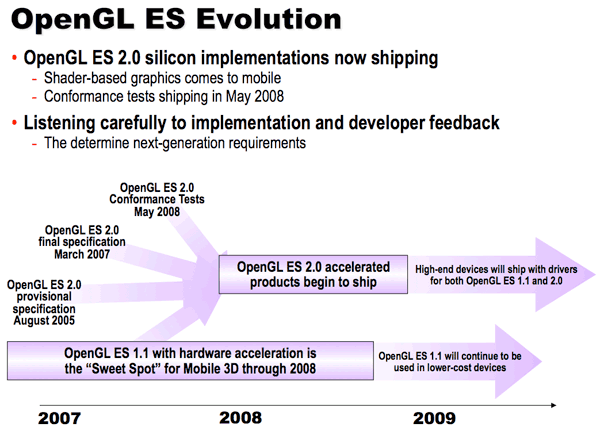 OpenGL ES Evolution
• OpenGL ES 2.0 silicon implementations now shipping
- Shader-based graphics comes to mobile
- Conformance tests shipping in May 2008
• Listening carefully to implementation and developer feedback
- The determine next-generation requirements
OpenGL ES 2.0
Conformance Tests
May 2008
OpenGL ES 2.0
final specification
March 2007
OpenGL ES 2.0
provisional
specification
August 2005
OpenGL ES 2.0 accelerated
products begin to ship
High-end devices will ship with drivers
for both OpenGL ES 1.1 and 2.0
OpenGL ES 1.1 with hardware acceleration is
the “Sweet Spot” for Mobile 3D through 2008
OpenGL ES 1.1 will continue to be
used in lower-cost devices
2007
2008
2009